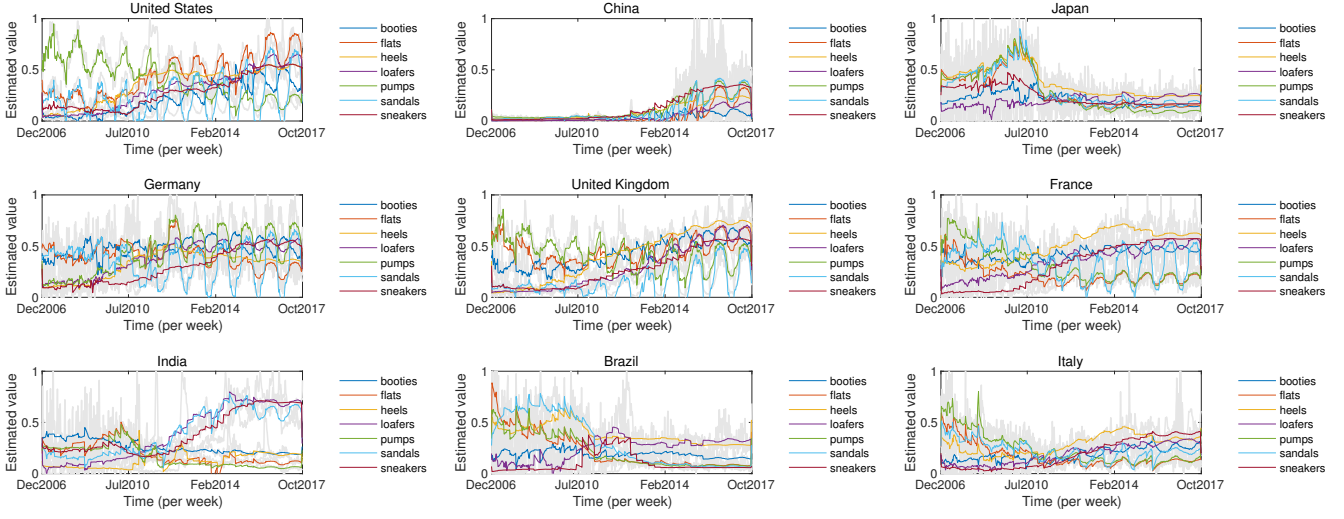 United States
1
0.5
0
Estimated value
Dec2006 Jul2010 Feb2014 Oct2017
Time (per week)
booties
flats
heels
loafers
pumps
sandals
sneakers
China
1
0.5
0
Estimated value
Dec2006 Jul2010 Feb2014 Oct2017
Time (per week)
booties
flats
heels
loafers
pumps
sandals
sneakers
Japan
1
0.5
0
Estimated value
Dec2006 Jul2010 Feb2014 Oct2017
Time (per week)
booties
flats
heels
loafers
pumps
sandals
sneakers
Germany
1
0.5
0
Estimated value
Dec2006 Jul2010 Feb2014 Oct2017
Time (per week)
booties
flats
heels
loafers
pumps
sandals
sneakers
United Kingdom
1
0.5
0
Estimated value
Dec2006 Jul2010 Feb2014 Oct2017
Time (per week)
booties
flats
heels
loafers
pumps
sandals
sneakers
France
1
0.5
0
Estimated value
Dec2006 Jul2010 Feb2014 Oct2017
Time (per week)
booties
flats
heels
loafers
pumps
sandals
sneakers
India
1
0.5
0
Estimated value
Dec2006 Jul2010 Feb2014 Oct2017
Time (per week)
booties
flats
heels
loafers
pumps
sandals
sneakers
Brazil
1
0.5
0
Estimated value
Dec2006 Jul2010 Feb2014 Oct2017
Time (per week)
booties
flats
heels
loafers
pumps
sandals
sneakers
Italy
1
0.5
0
Estimated value
Dec2006 Jul2010 Feb2014 Oct2017
Time (per week)
booties
flats
heels
loafers
pumps
sandals
sneakers